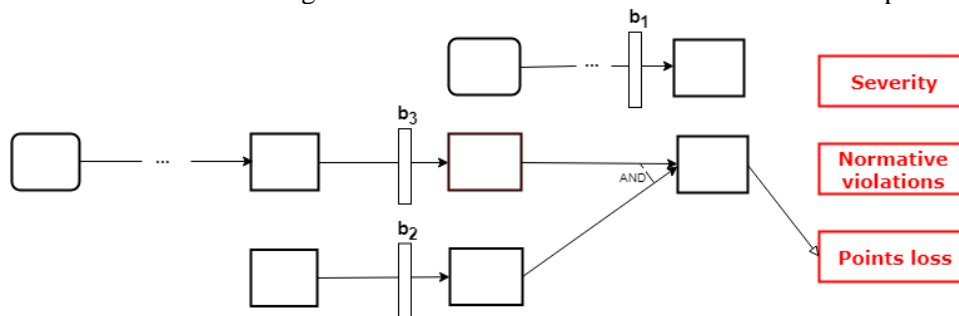 b1
...
Severity
b3
...
AND
Normative
violations
b2
Points loss